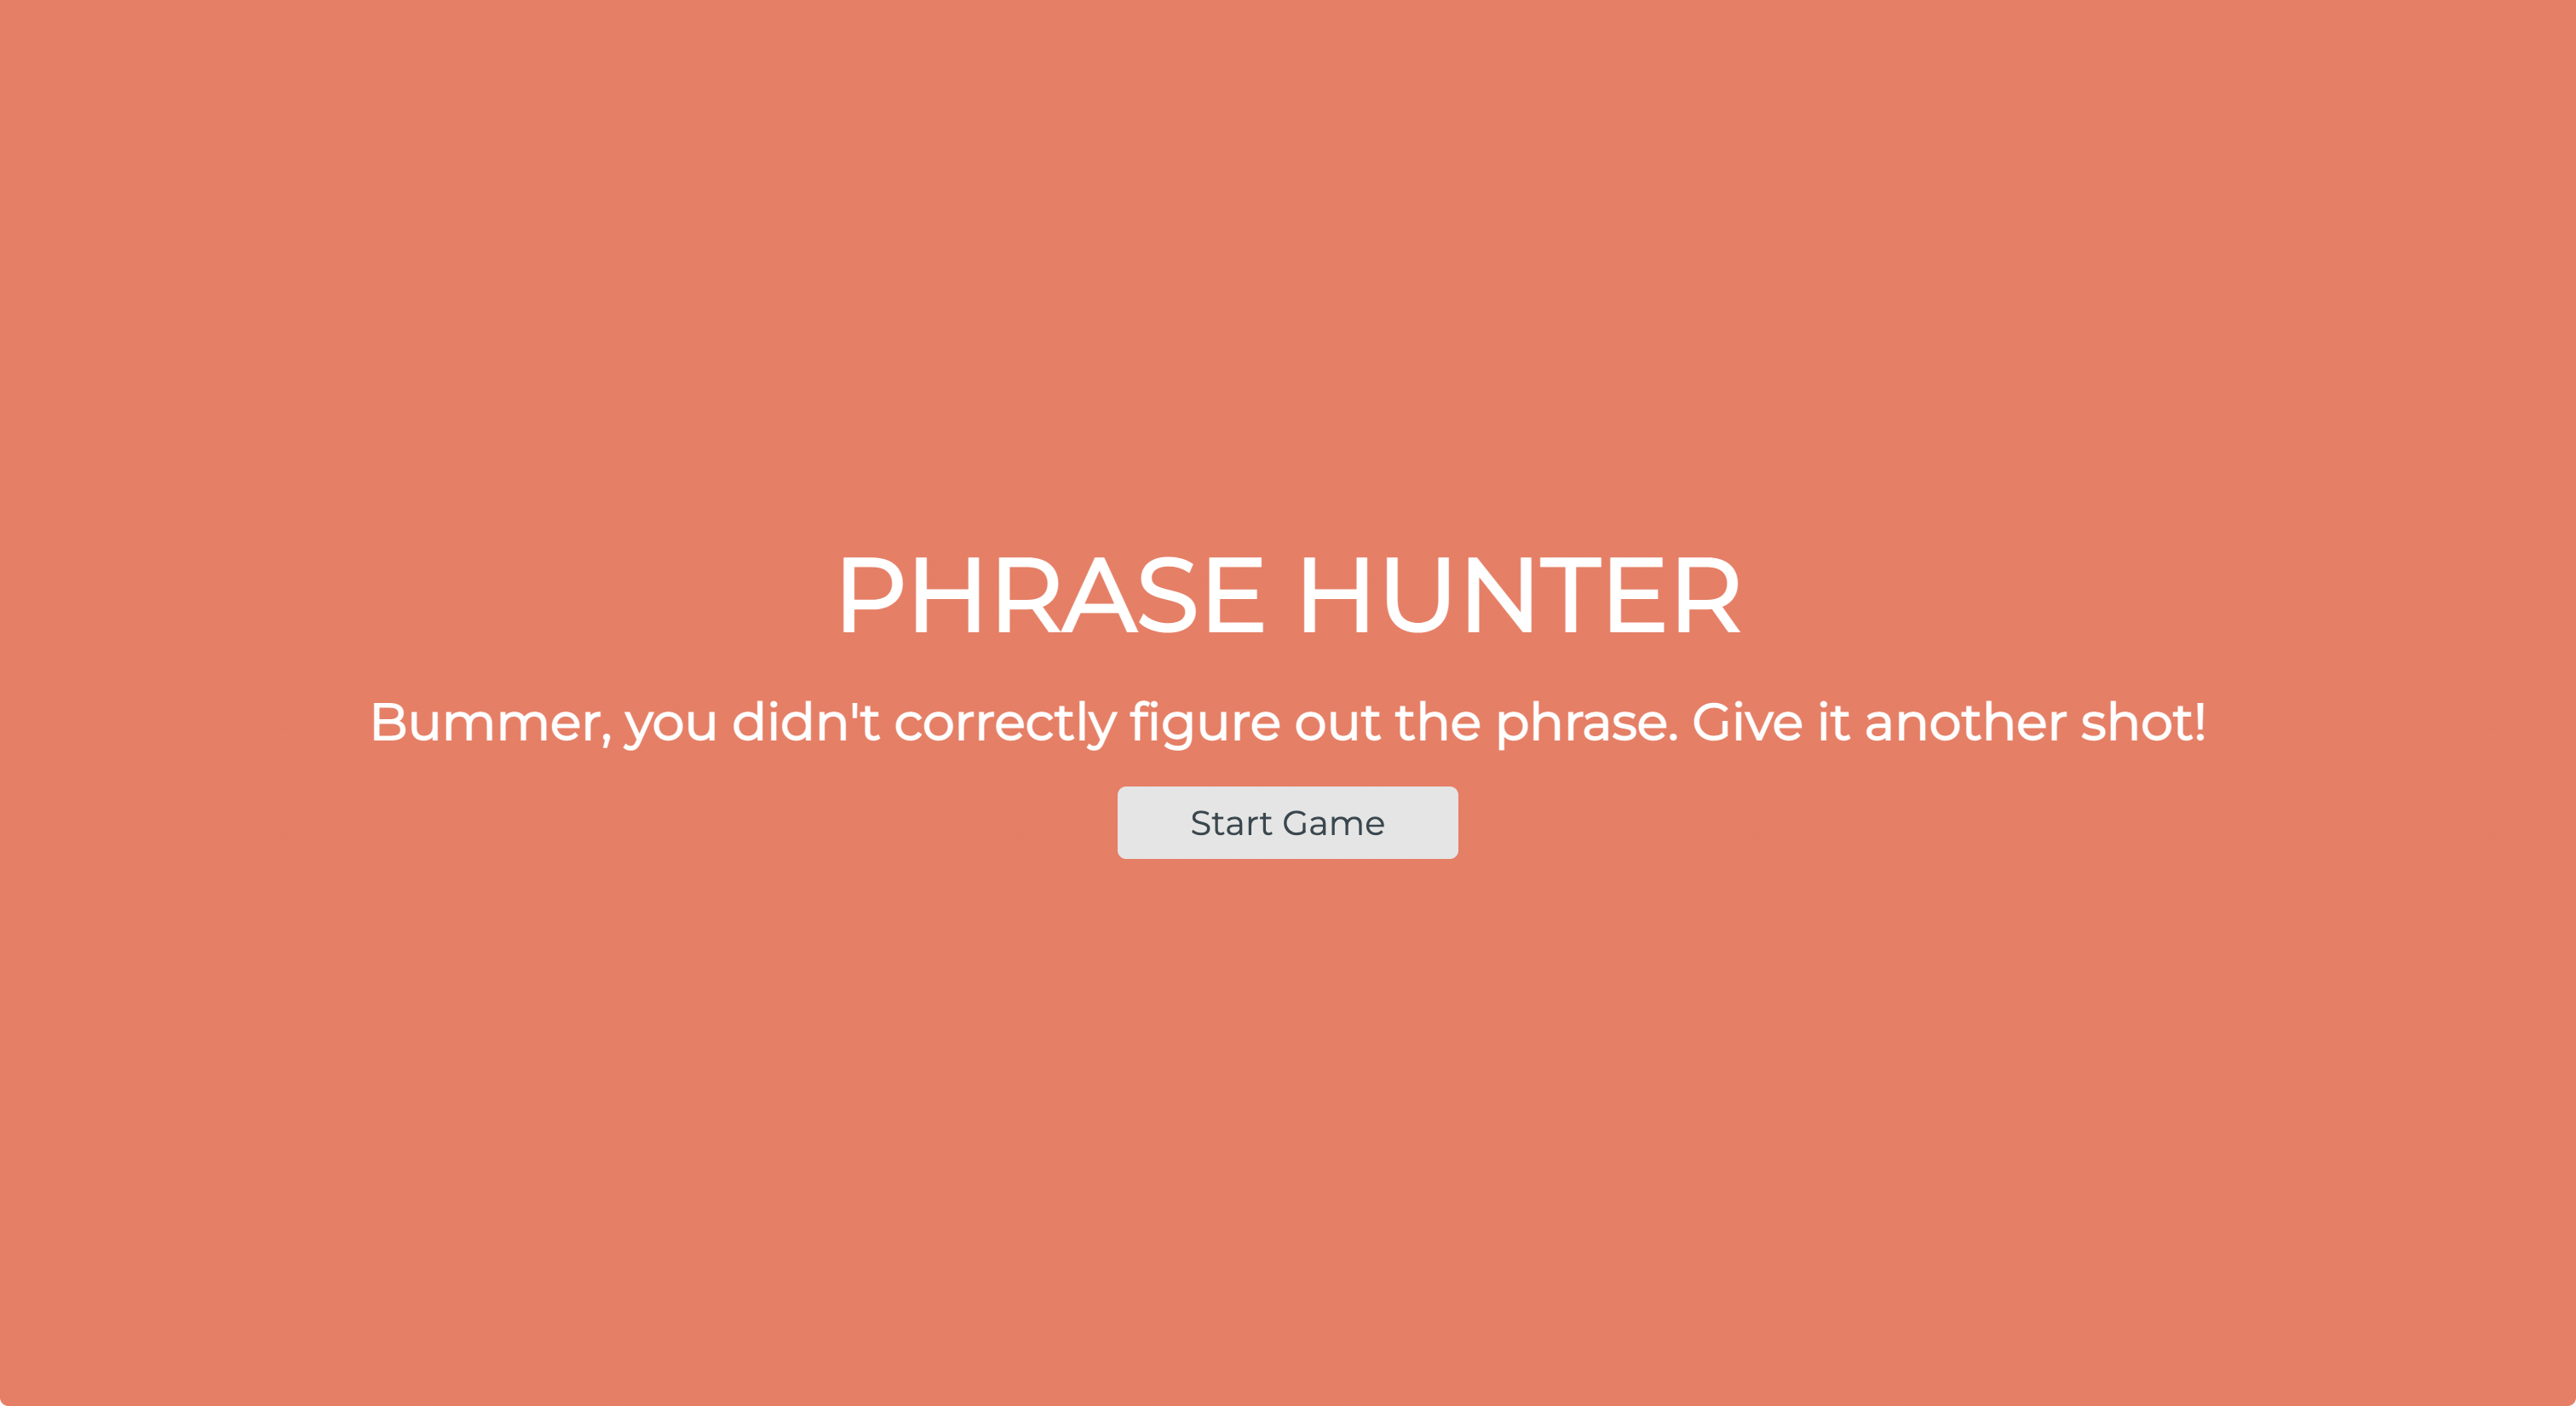 PHRASE HUNTER
Bummer, you didn't correctly figure out the phrase. Give it another shot!
Start Game